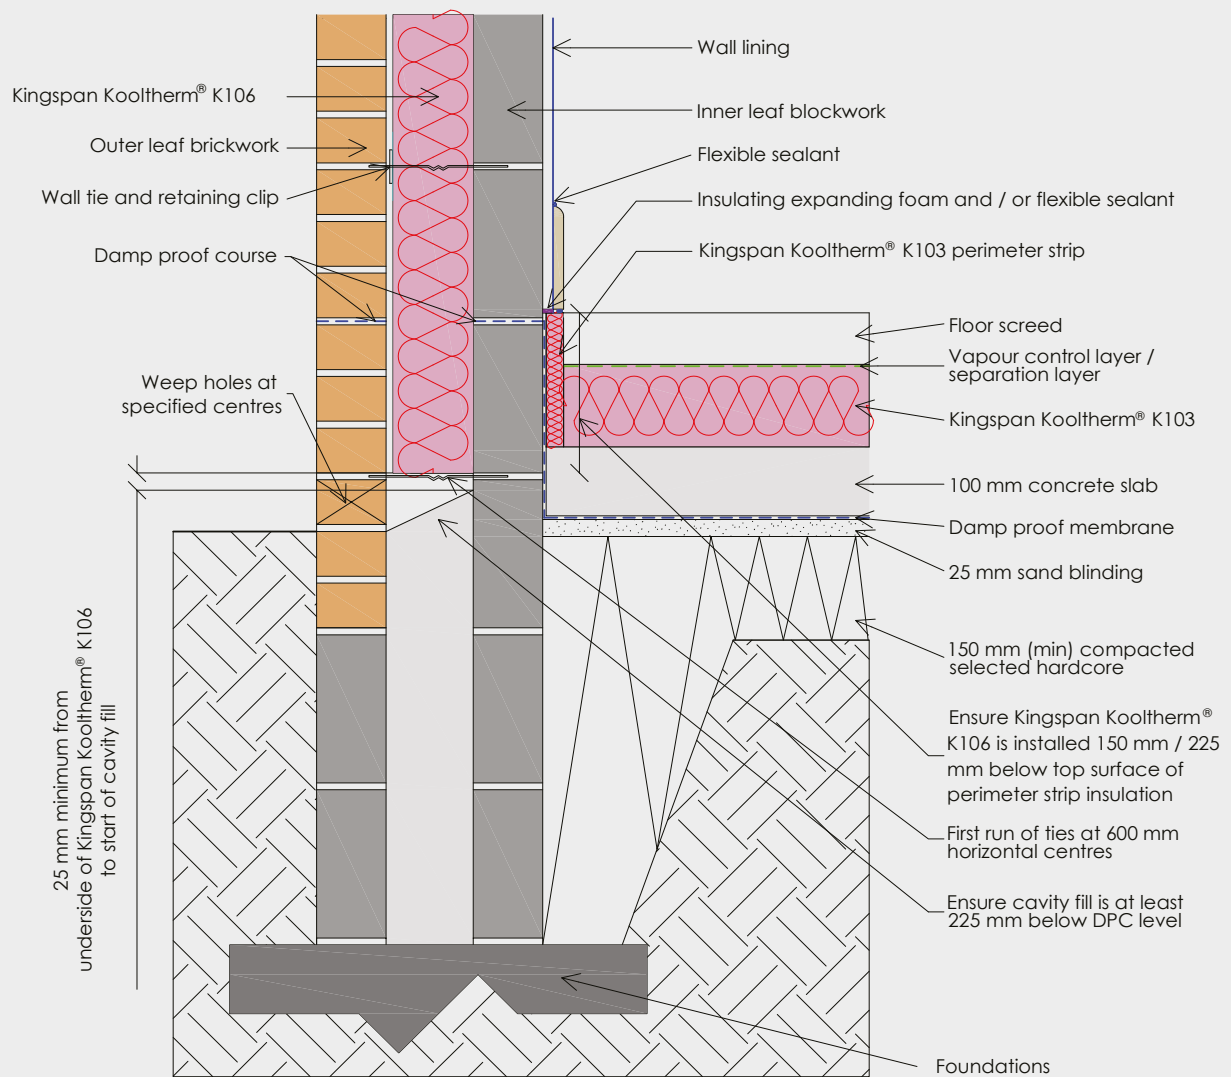 Kingspan Kooltherm® K106
Outer leaf brickwork
Wall tie and retaining clip
Damp proof course
Weep holes at
specified centres
25 mm minimum from
underside of Kingspan Kooltherm® K106
to start of cavity fill
Wall lining
Inner leaf blockwork
Flexible sealant
Insulating expanding foam and / or flexible sealant
Kingspan Kooltherm® K103 perimeter strip
Floor screed
Vapour control layer /
separation layer
Kingspan Kooltherm® K103
100 mm concrete slab
Damp proof membrane
25 mm sand blinding
150 mm (min) compacted
selected hardcore
Ensure Kingspan Kooltherm®
K106 is installed 150 mm / 225
mm below top surface of
perimeter strip insulation
First run of ties at 600 mm
horizontal centres
Ensure cavity fill is at least
225 mm below DPC level
Foundations